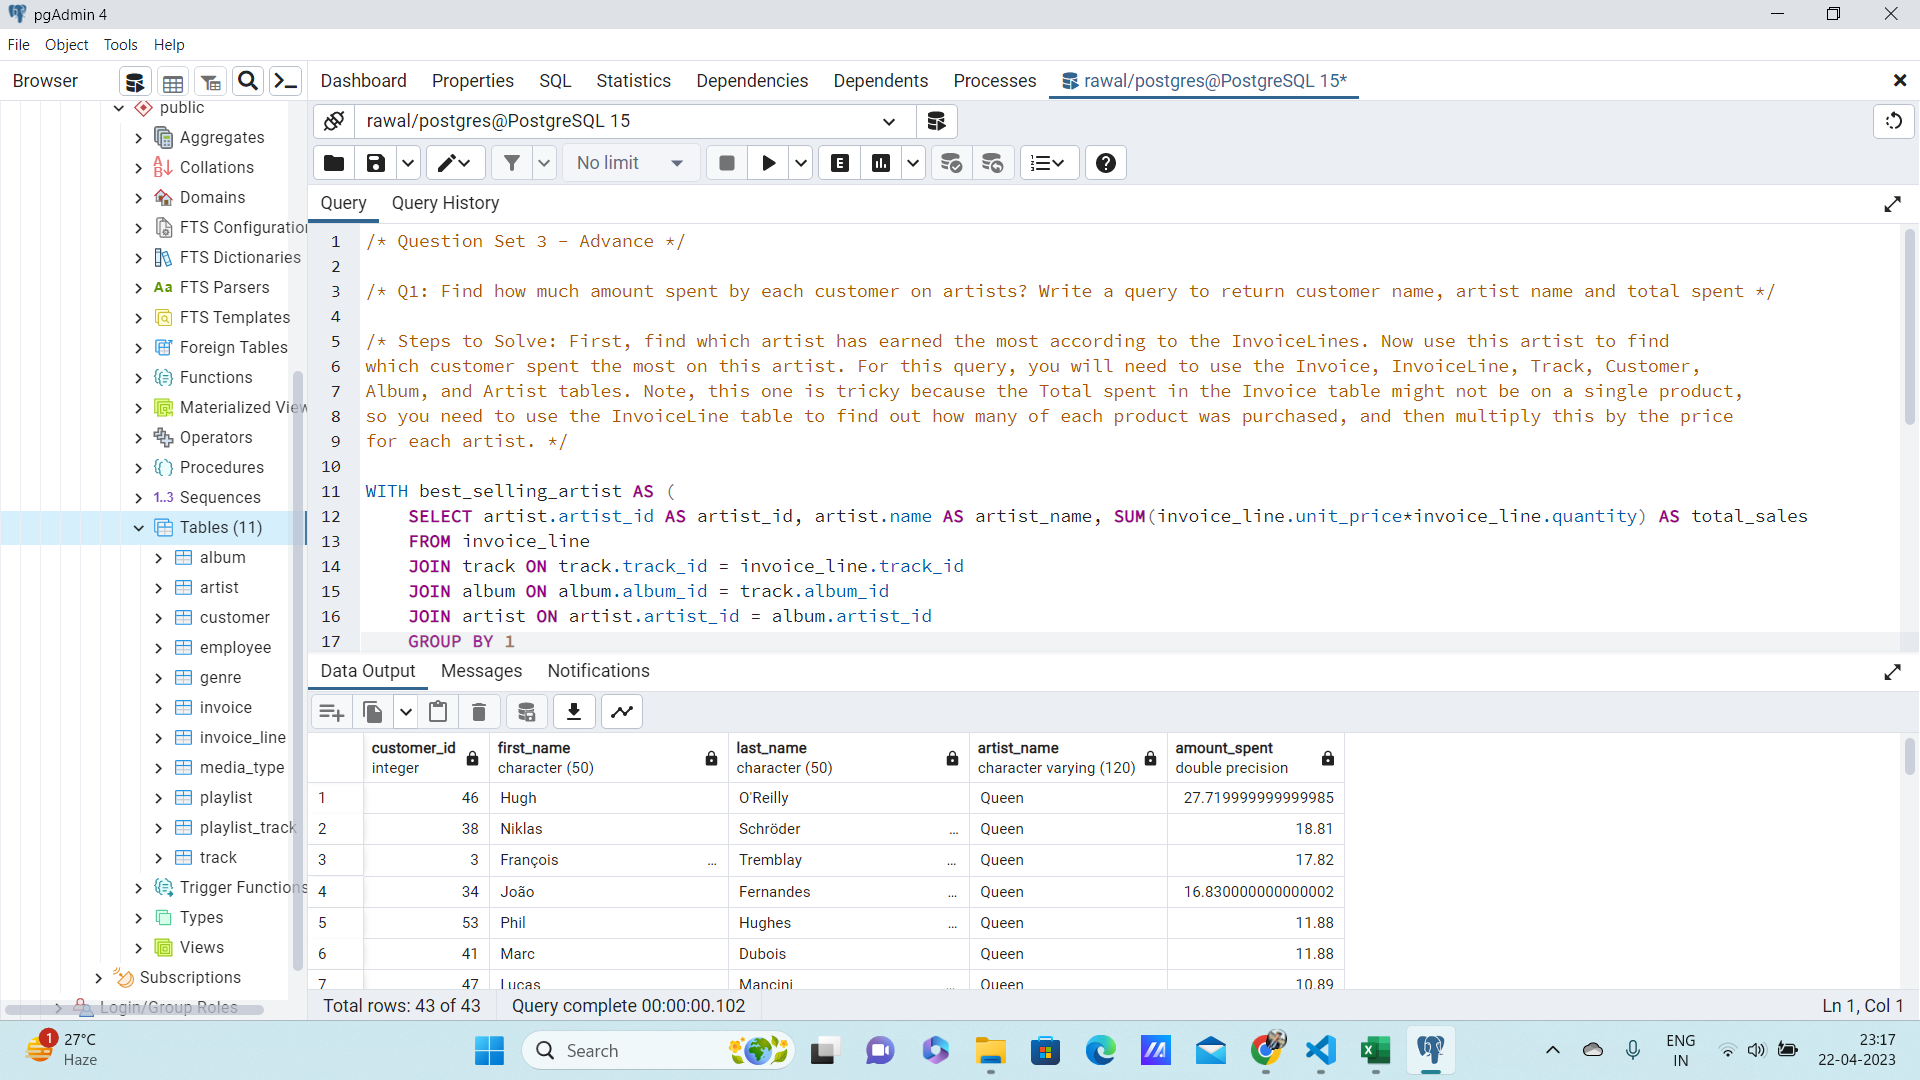 pgAdmin 4
File Object Tools Help
Browser
Dashboard Properties SQL Statistics Dependencies Dependents Processes rawal/postgres@PostgreSQL 15*
public
Aggregates
Collations
Domains
FTS Configuratio
FTS Dictionaries
Aa FTS Parsers
FTS Templates
Foreign Tables
Functions
Materialized View
Operators
Procedures
1..3 Sequences
Tables (11)
album
artist
customer
employee
genre
invoice
invoice_line
media_type
playlist
playlist_track
track
Trigger Functions
Types
Views
Subscriptions
Login/Group Roles
rawal/postgres@PostgreSQL 15
No limit
E
Query Query History
1 /* Question Set 3 - Advance */
2
3 /* Q1: Find how much amount spent by each customer on artists? Write a query to return customer name, artist name and total spent */
4
5 /* Steps to Solve: First, find which artist has earned the most according to the InvoiceLines. Now use this artist to find
6 which customer spent the most on this artist. For this query, you will need to use the Invoice, InvoiceLine, Track, Customer,
7 Album, and Artist tables. Note, this one is tricky because the Total spent in the Invoice table might not be on a single product,
8 so you need to use the InvoiceLine table to find out how many of each product was purchased, and then multiply this by the price
9 for each artist. */
10
11 WITH best_selling_artist AS (
12 SELECT artist.artist_id AS artist_id, artist.name AS artist_name, SUM(invoice_line.unit_price*invoice_line.quantity) AS total_sales
13 FROM invoice_line
14 JOIN track ON track.track_id = invoice_line.track_id
15 JOIN album ON album.album_id = track.album_id
16 JOIN artist ON artist.artist_id = album.artist_id
17 GROUP BY 1
Data Output Messages Notifications
customer_id first_name last_name artist_name amount_spent
integer character (50) character (50) character varying (120) double precision
1 46 Hugh O'Reilly Queen 27.719999999999985
2 38 Niklas Schröder ... Queen 18.81
3 3 François ... Tremblay ... Queen 17.82
4 34 João Fernandes ... Queen 16.830000000000002
5 53 Phil Hughes ... Queen 11.88
6 41 Marc Dubois ... Queen 11.88
7 47 Lucas Mancini ... Queen 10.89
Total rows: 43 of 43 Query complete 00:00:00.102 Ln 1, Col 1
1 27°C
Haze
Search
ENG
IN
23:17
22-04-2023